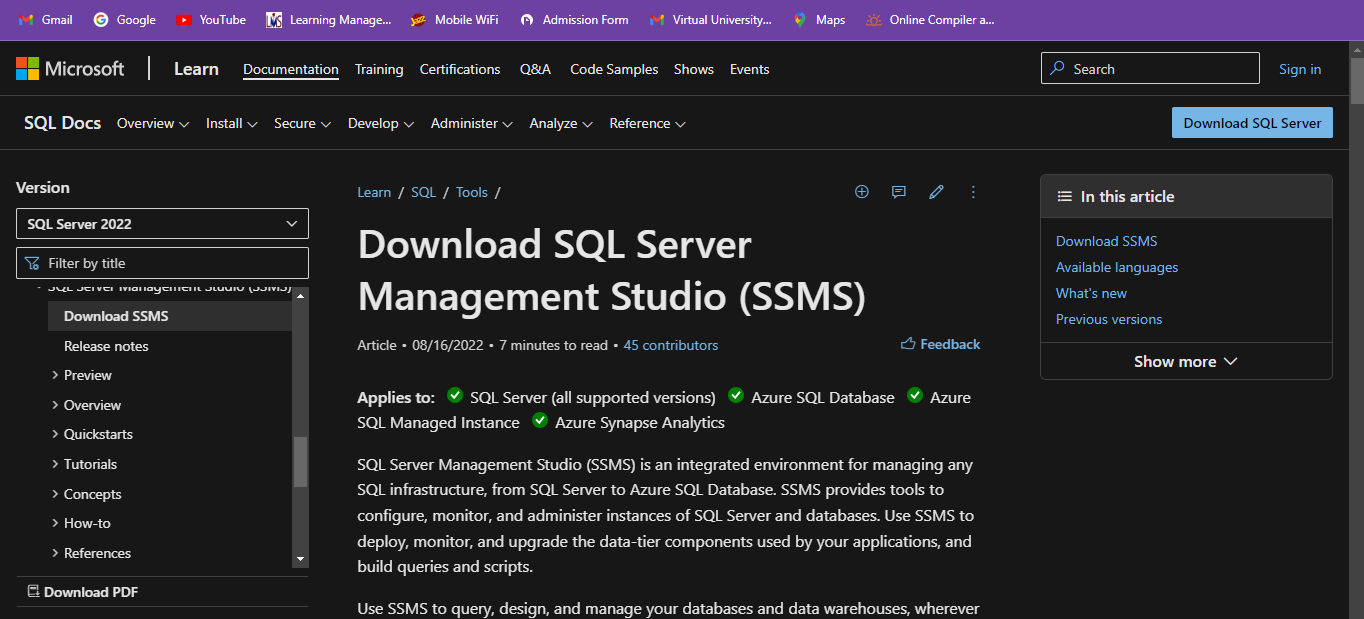 Gmail Google YouTube Learning Manage... Mobile WiFi Admission Form Virtual University,... Maps Online Compiler a...
Microsoft Learn Documentation Training Certifications Q&A Code Samples Shows Events Search Sign in
SQL Docs Overview Install Secure Develop Administer Analyze Reference Download SQL Server
Version
SQL Server 2022
Filter by title
SQL Server Management Studio (SSMS)
Download SSMS
Release notes
Preview
Overview
Quickstarts
Tutorials
Concepts
How-to
References
Download PDF
Learn / SQL / Tools /
Download SQL Server
Management Studio (SSMS)
Article • 08/16/2022 • 7 minutes to read • 45 contributors
Feedback
Applies to: SQL Server (all supported versions) Azure SQL Database Azure
SQL Managed Instance Azure Synapse Analytics
SQL Server Management Studio (SSMS) is an integrated environment for managing any
SQL infrastructure, from SQL Server to Azure SQL Database. SSMS provides tools to
configure, monitor, and administer instances of SQL Server and databases. Use SSMS to
deploy, monitor, and upgrade the data-tier components used by your applications, and
build queries and scripts.
Use SSMS to query, design, and manage your databases and data warehouses, wherever
In this article
Download SSMS
Available languages
What's new
Previous versions
Show more